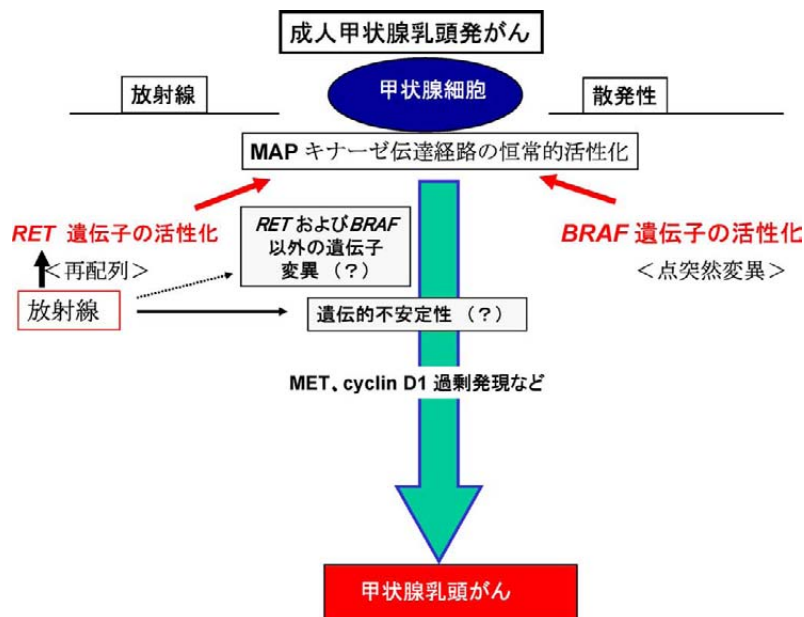 成人甲状腺乳頭発がん
放射線
甲状腺細胞
散発性
MAP キナーゼ伝達経路の恒常的活性化
RET 遺伝子の活性化
＜再配列＞
放射線
RET およびBRAF
以外の遺伝子
変異（？）
遺伝的不安定性（？）
BRAF 遺伝子の活性化
＜点突然変異＞
MET、cyclin D1 過剰発現など
甲状腺乳頭がん